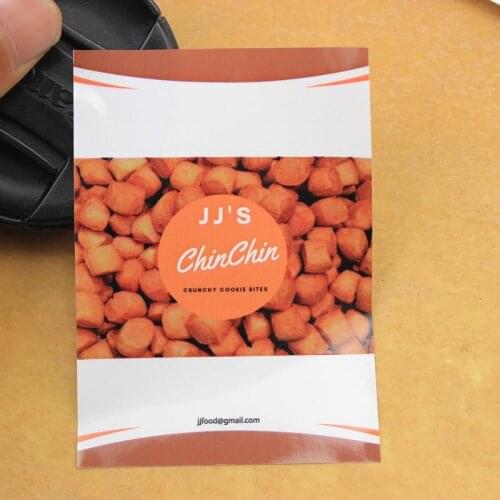 JJ'S
ChinChin
CRUNCHY COOKIE BITES
jjfood@gmail.com